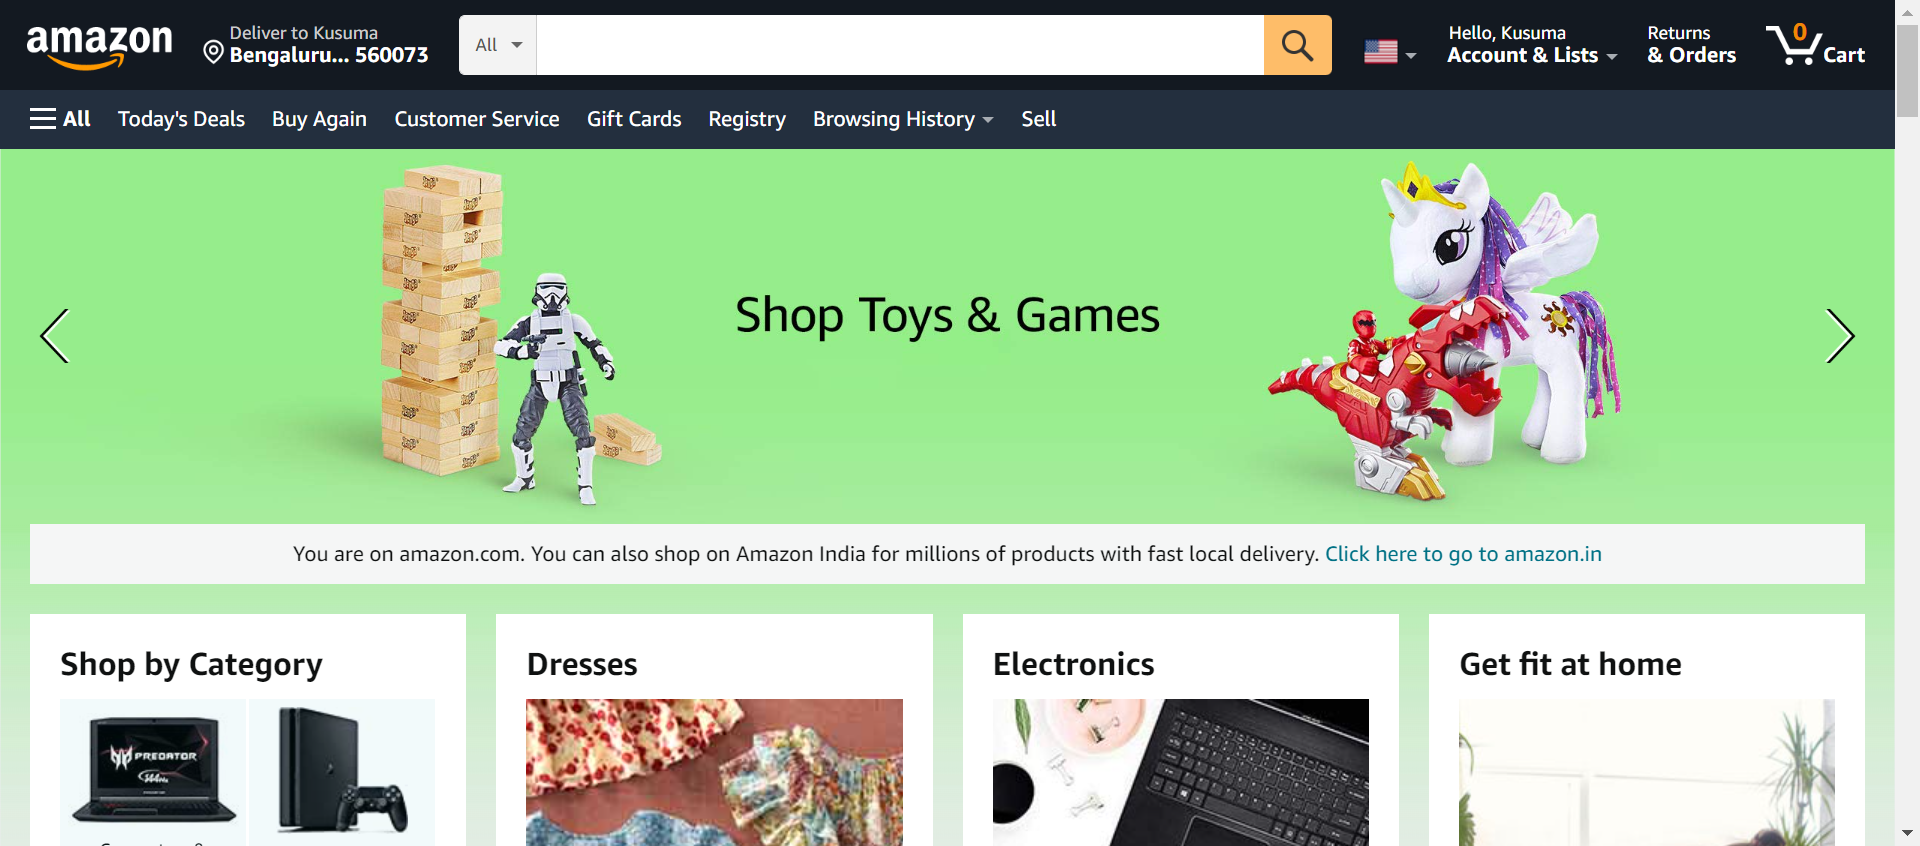 amazon
Deliver to Kusuma
Bengaluru... 560073
All
Hello, Kusuma
Account & Lists
Returns
& Orders
0
Cart
All
Today's Deals
Buy Again
Customer Service
Gift Cards
Registry
Browsing History
Sell
Shop Toys & Games
You are on amazon.com. You can also shop on Amazon India for millions of products with fast local delivery. Click here to go to amazon.in
Shop by Category
Dresses
Electronics
Get fit at home
PREDATOR
144Hz